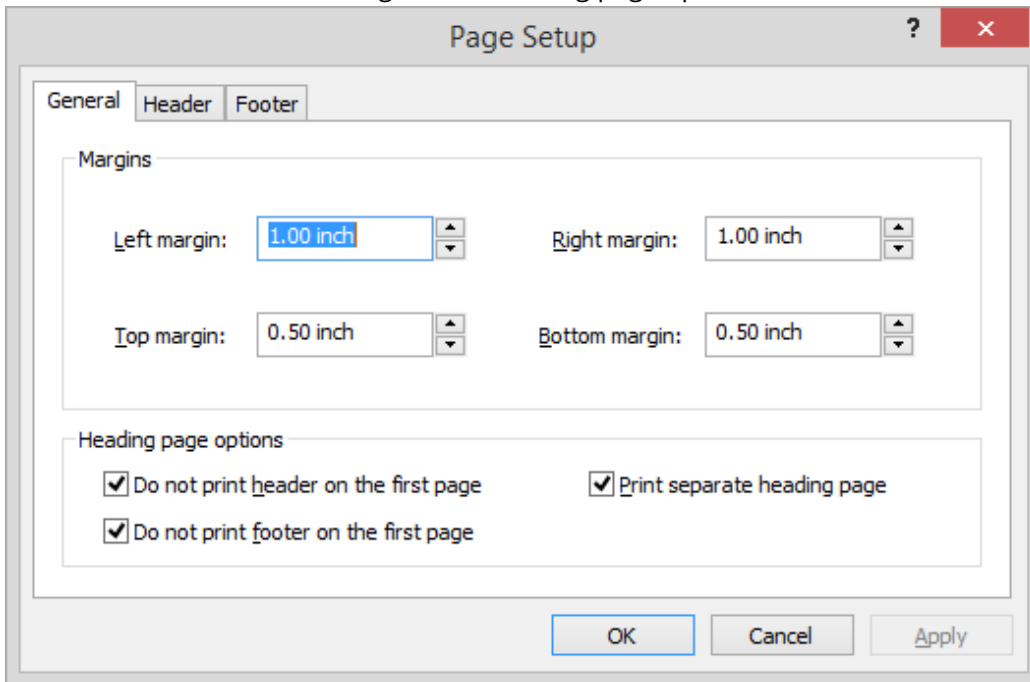 Page Setup
?
General Header Footer
Margins
Left margin: 1.00 inch Right margin: 1.00 inch
Top margin: 0.50 inch Bottom margin: 0.50 inch
Heading page options
Do not print header on the first page Print separate heading page
Do not print footer on the first page
OK Cancel Apply